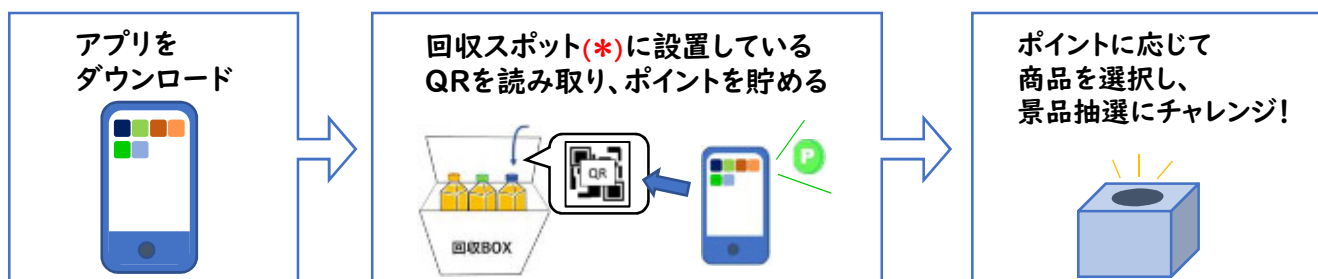 アプリを
ダウンロード
回収スポット(*)に設置している
QRを読み取り、ポイントを貯める
QR
P
回収BOX
ポイントに応じて
商品を選択し、
景品抽選にチャレンジ!